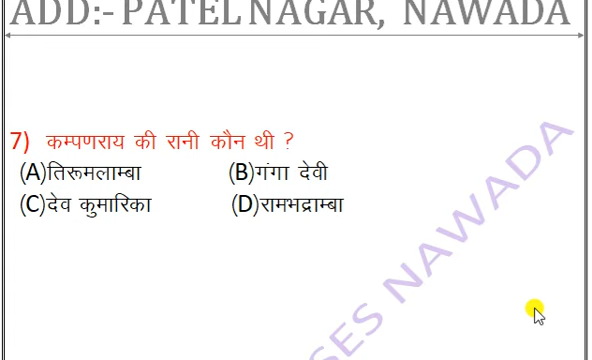 ADD:- PATEL NAGAR, NAWADA
7) कम्पणराय की रानी कौन थी ?
(A)तिरूमलाम्बा (B)गंगा देवी
(C)देव कुमारिका (D)रामभद्राम्बा
SES NAWADA